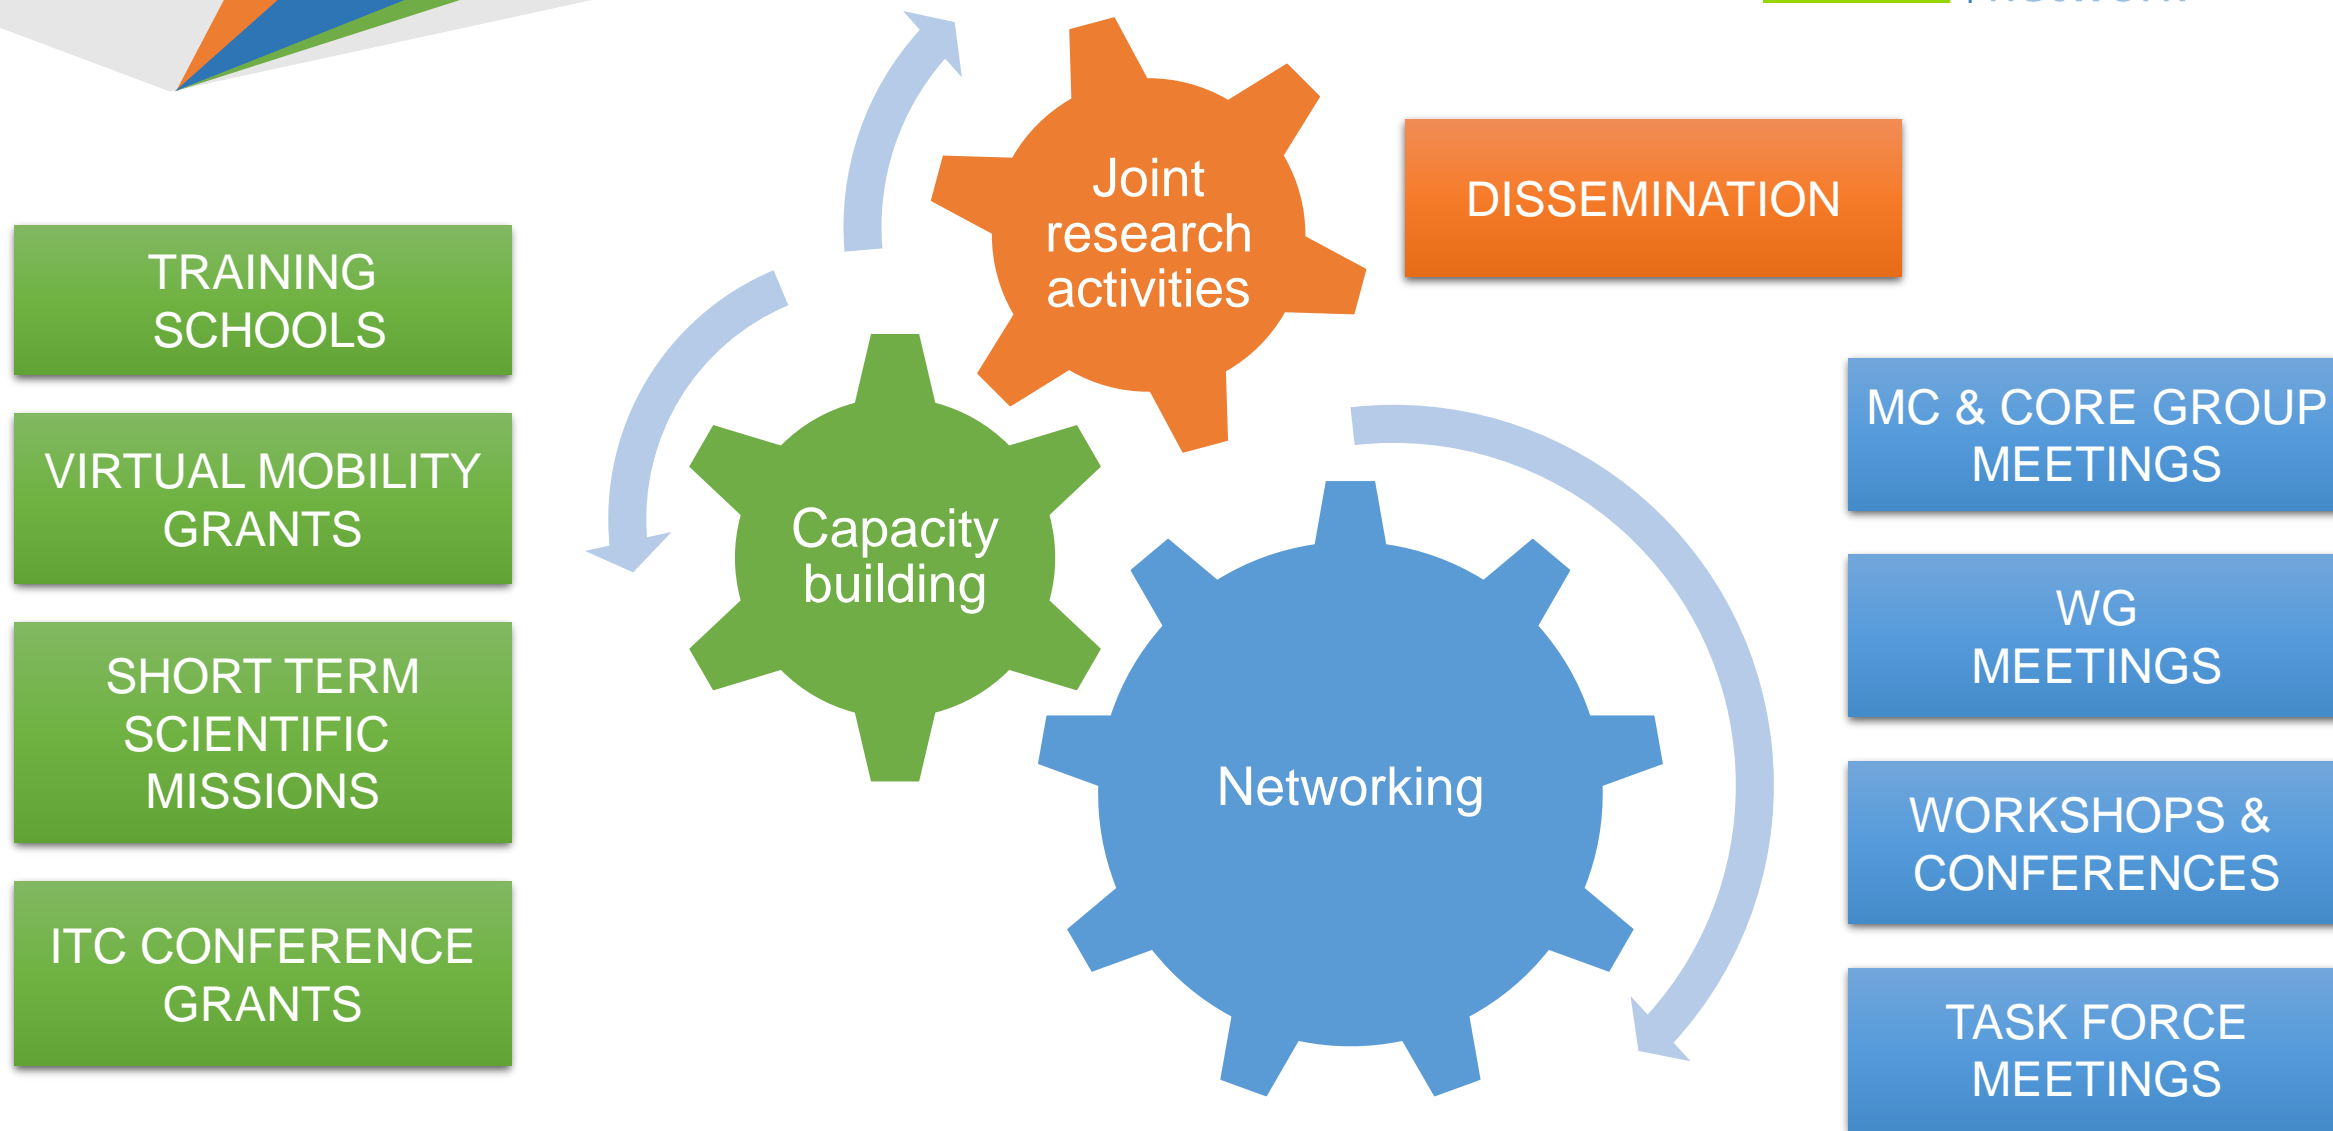 Joint
research
activities
DISSEMINATION
TRAINING
SCHOOLS
VIRTUAL MOBILITY
GRANTS
SHORT TERM
SCIENTIFIC
MISSIONS
ITC CONFERENCE
GRANTS
Capacity
building
Networking
MC & CORE GROUP
MEETINGS
WG
MEETINGS
WORKSHOPS &
CONFERENCES
TASK FORCE
MEETINGS